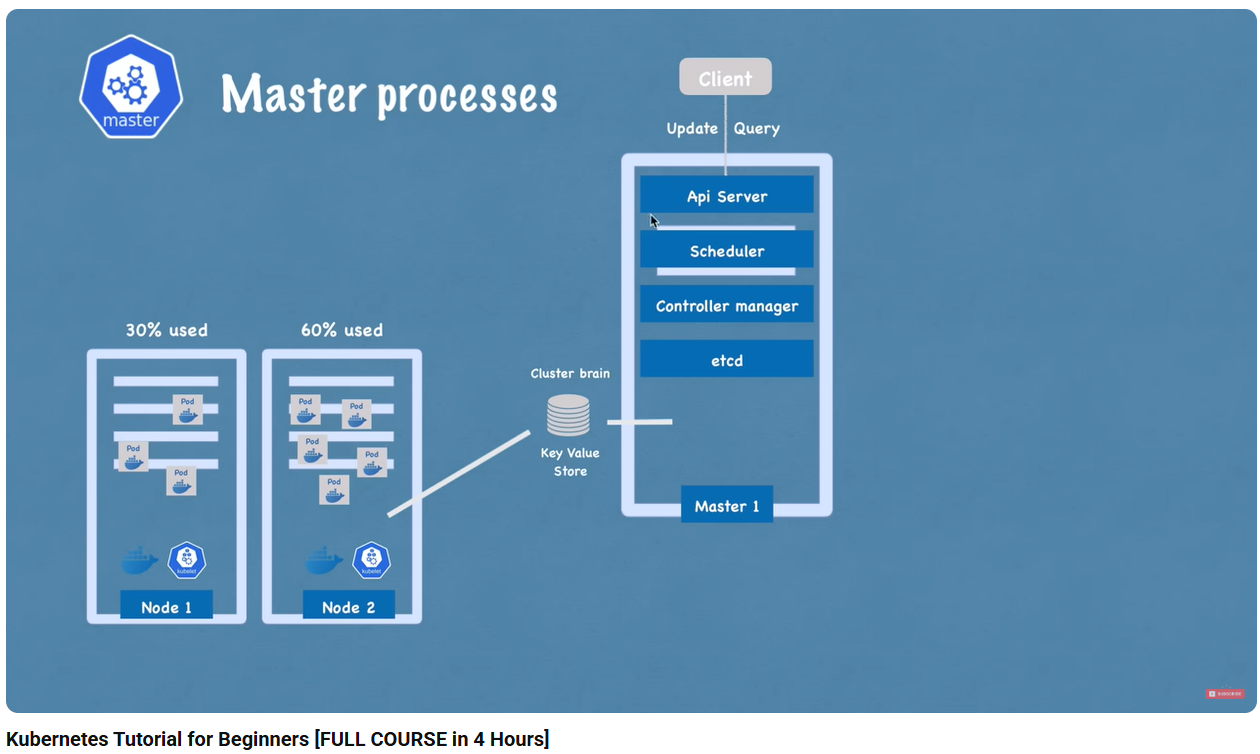 master
Master processes
Client
Update Query
Api Server
Scheduler
Controller manager
etcd
Master 1
30% used
60% used
Cluster brain
Key Value
Store
Pod
Pod
Pod
Pod
Pod
Pod
Pod
Pod
kubelet
kubelet
Node 1
Node 2
SUBSCRIBE
Kubernetes Tutorial for Beginners [FULL COURSE in 4 Hours]